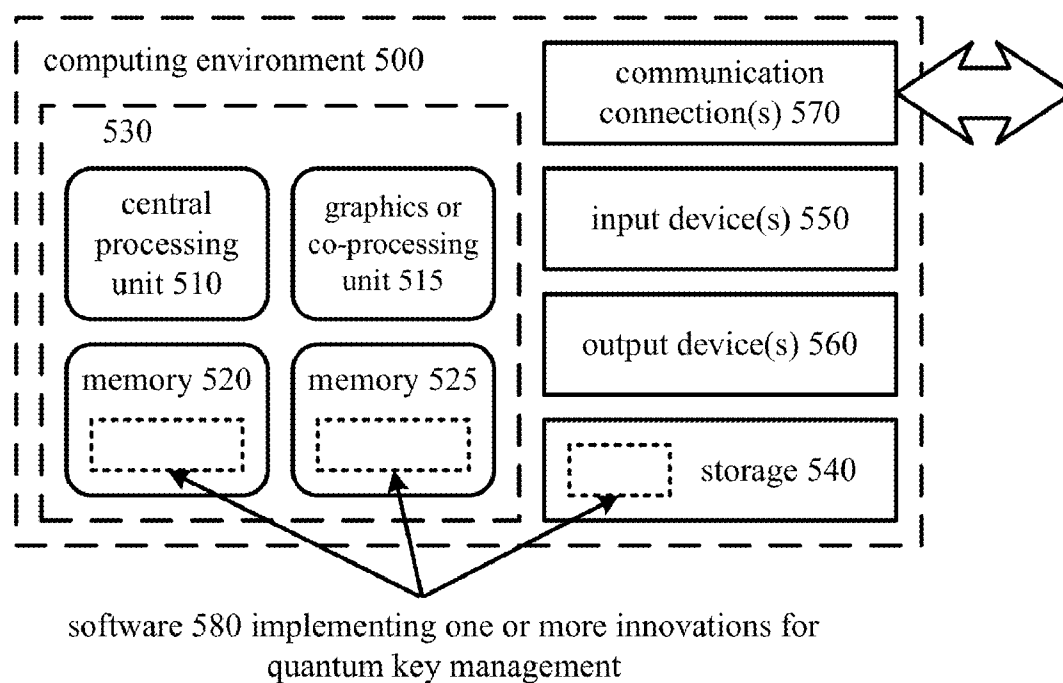 computing environment 500
530
central
processing
unit 510
graphics or
co-processing
unit 515
memory 520
memory 525
communication
connection(s) 570
input device(s) 550
output device(s) 560
storage 540
software 580 implementing one or more innovations for
quantum key management